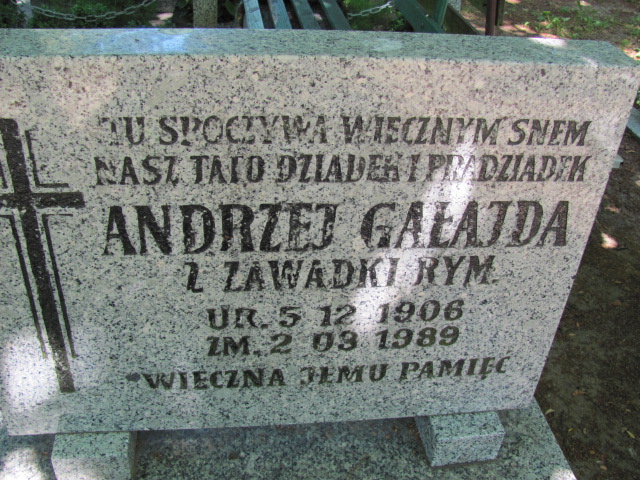 TU SPOCZYWA WIECZNYM SNEM
NASZ TATO DZIADEK I PRADZIADEK
ANDRZEJ GAŁAJDA
Z ZAWADKI RYM.
UR. 5 12 1906
ZM. 2 03 1989
WIECZNA JEMU PAMIĘĆ